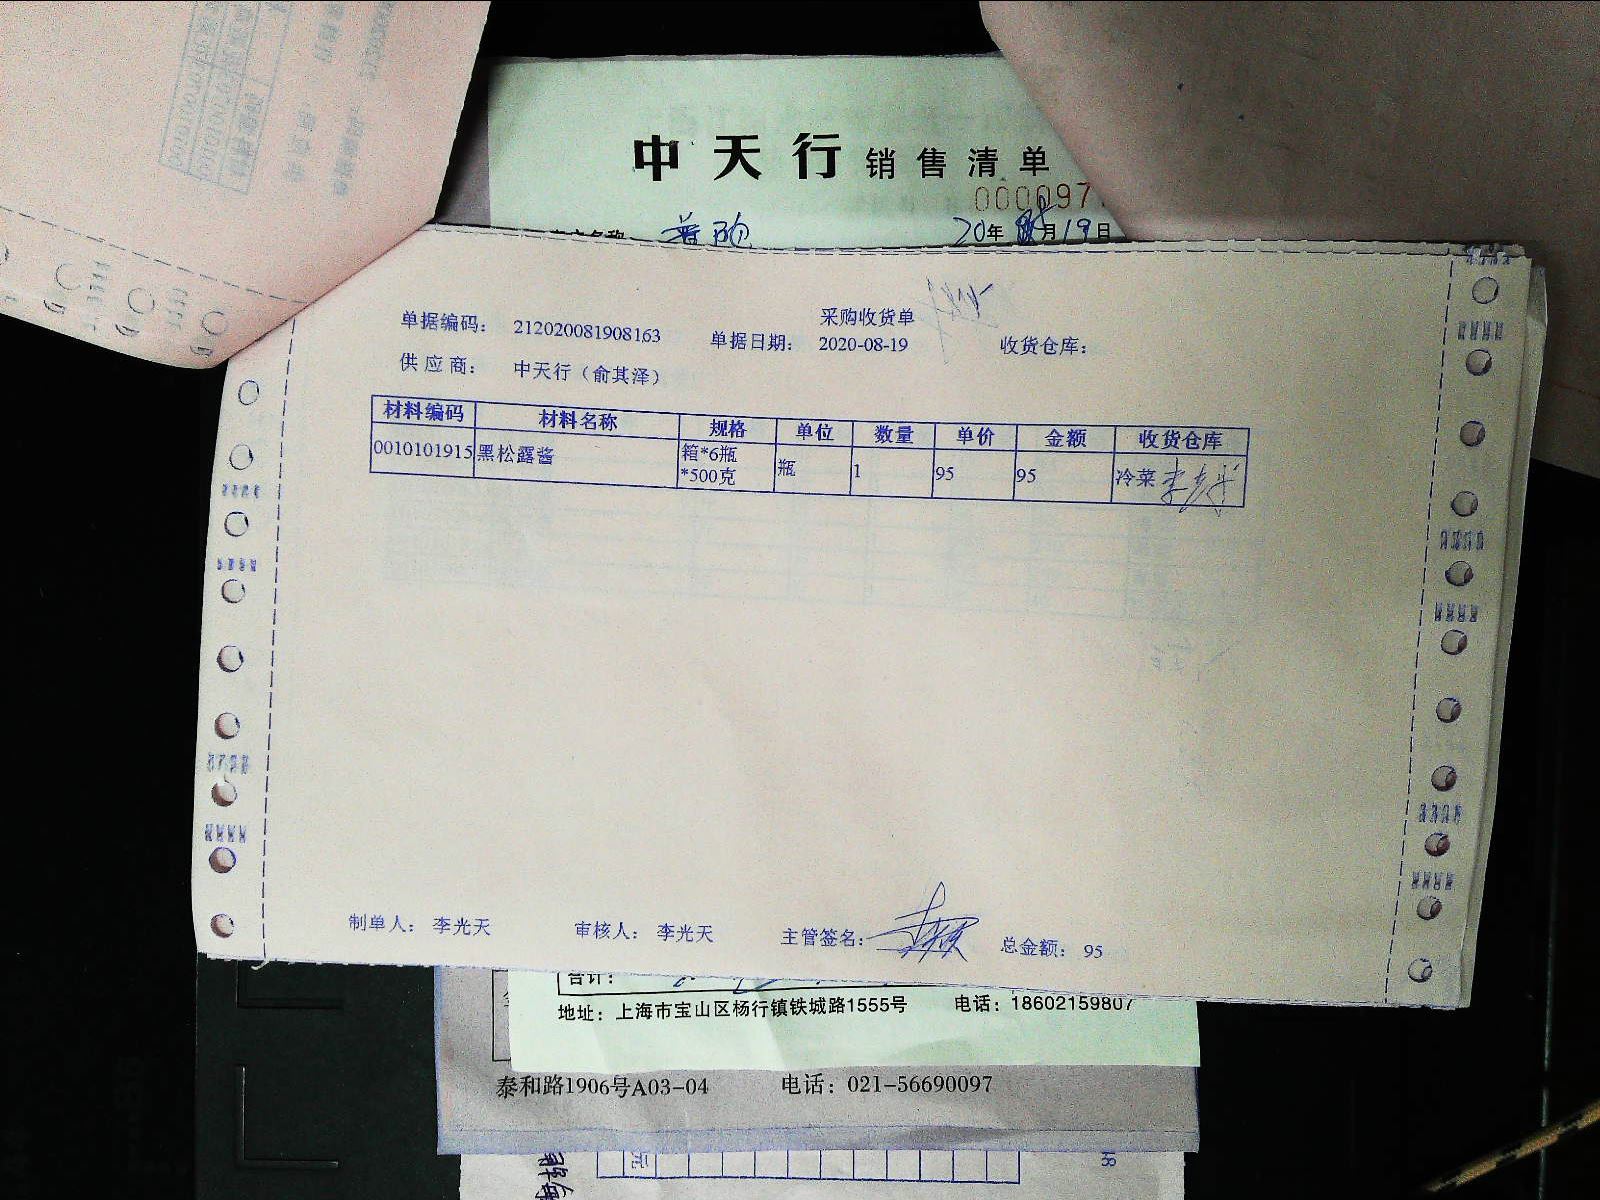 中天行 销售清单
000097
20年 月19日
采购收货单
单据编码： 212020081908163 单据日期： 2020-08-19 收货仓库：
供应商： 中天行（俞其泽）
材料编码 材料名称 规格 单位 数量 单价 金额 收货仓库
0010101915 黑松露酱 箱*6瓶 瓶 1 95 95 冷菜
*500克
制单人： 李光天 审核人： 李光天 主管签名： 总金额： 95
合计：
地址：上海市宝山区杨行镇铁城路1555号 电话：18602159807
泰和路1906号A03-04 电话：021-56690097
元